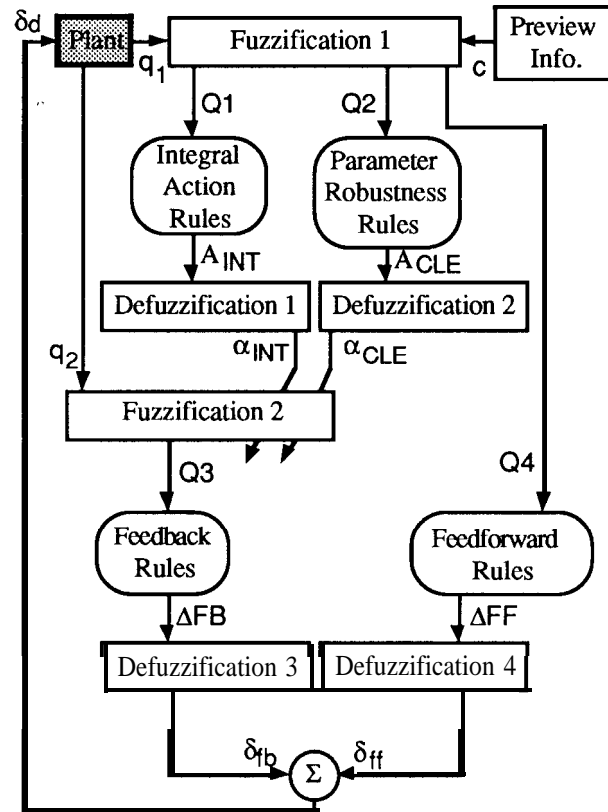 δd
Plant
q1
Fuzzification 1
c
Preview
Info.
Q1
Q2
Integral
Action
Rules
Parameter
Robustness
Rules
AINT
ACLE
Defuzzification 1
Defuzzification 2
αINT
αCLE
q2
Fuzzification 2
Q3
Q4
Feedback
Rules
Feedforward
Rules
ΔFB
ΔFF
Defuzzification 3
Defuzzification 4
δfb
Σ
δff